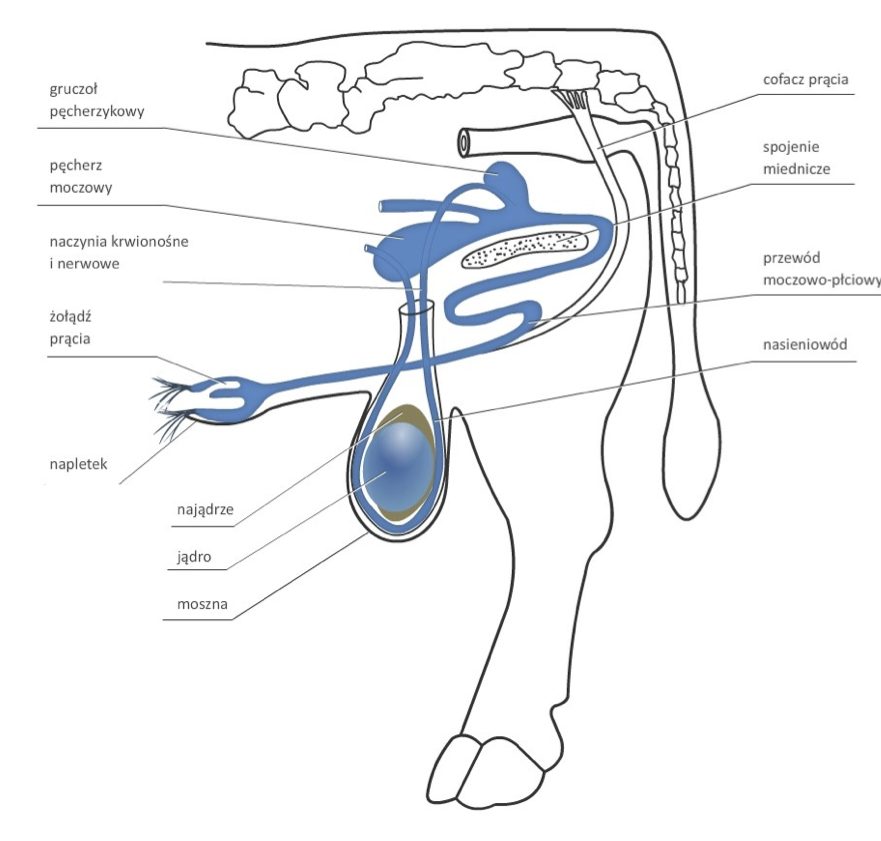 gruczoł
pęcherzykowy
pęcherz
moczowy
naczynia krwionośne
i nerwowe
żołądź
prącia
napletek
najądrze
jądro
moszna
cofacz prącia
spojenie
miednicze
przewód
moczowo-płciowy
nasieniowód